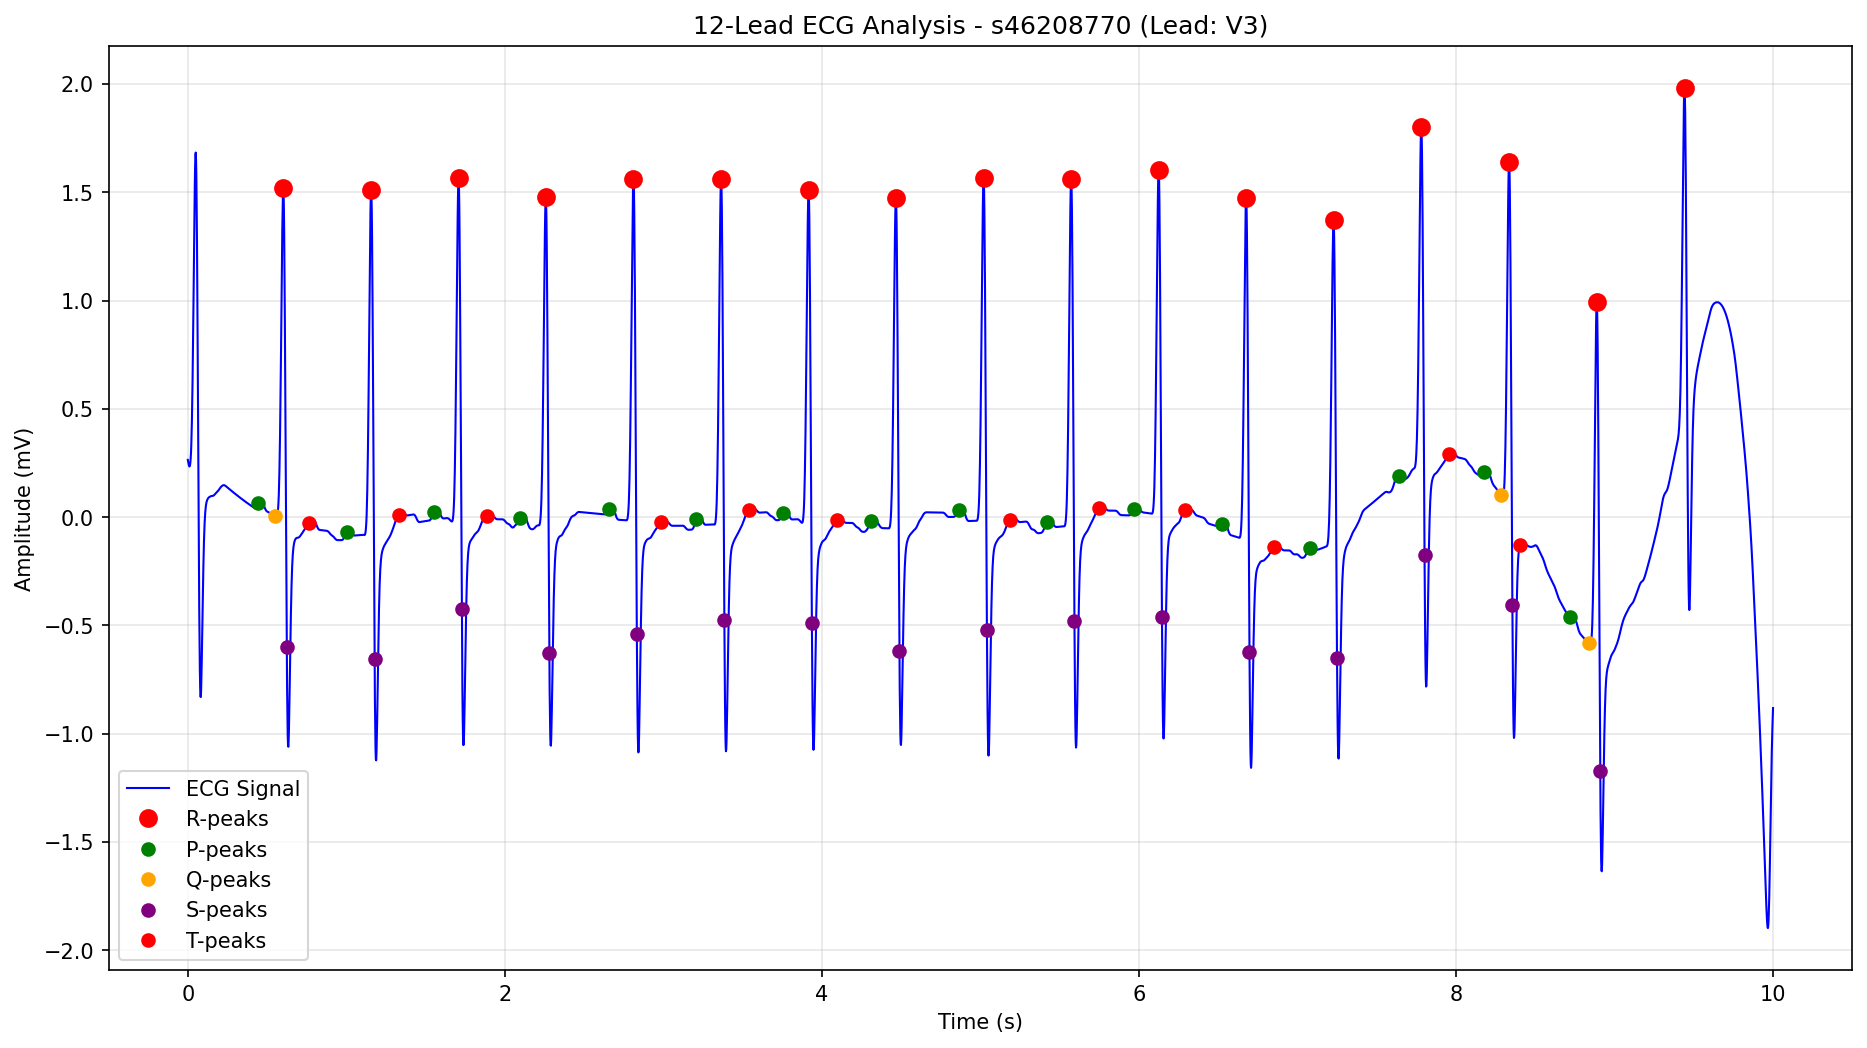 12-Lead ECG Analysis - s46208770 (Lead: V3)
Amplitude (mV)
2.0
1.5
1.0
0.5
0.0
−0.5
−1.0
−1.5
−2.0
ECG Signal
R-peaks
P-peaks
Q-peaks
S-peaks
T-peaks
0 2 4 6 8 10
Time (s)